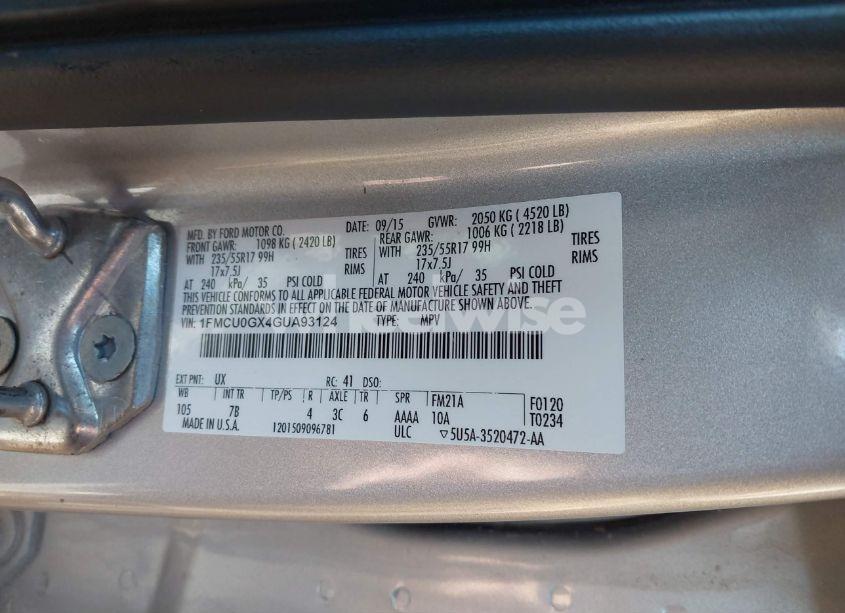 MFD. BY FORD MOTOR CO. DATE: 09/15 GVWR: 2050 KG ( 4520 LB)
FRONT GAWR: 1098 KG ( 2420 LB) REAR GAWR: 1006 KG ( 2218 LB)
WITH 235/55R17 99H TIRES WITH 235/55R17 99H TIRES
17x7.5J RIMS 17x7.5J RIMS
AT 240 kPa/ 35 PSI COLD AT 240 kPa/ 35 PSI COLD
THIS VEHICLE CONFORMS TO ALL APPLICABLE FEDERAL MOTOR VEHICLE SAFETY AND THEFT
PREVENTION STANDARDS IN EFFECT ON THE DATE OF MANUFACTURE SHOWN ABOVE.
VIN: 1FMCU0GX4GUA93124 TYPE: MPV
EXT PNT: UX RC: 41 DSO:
WB INT TR TP/PS R AXLE TR SPR FM21A F0120
105 7B 4 3C 6 AAAA 10A T0234
MADE IN U.S.A. 1201509096781 ULC ▽5U5A-3520472-AA